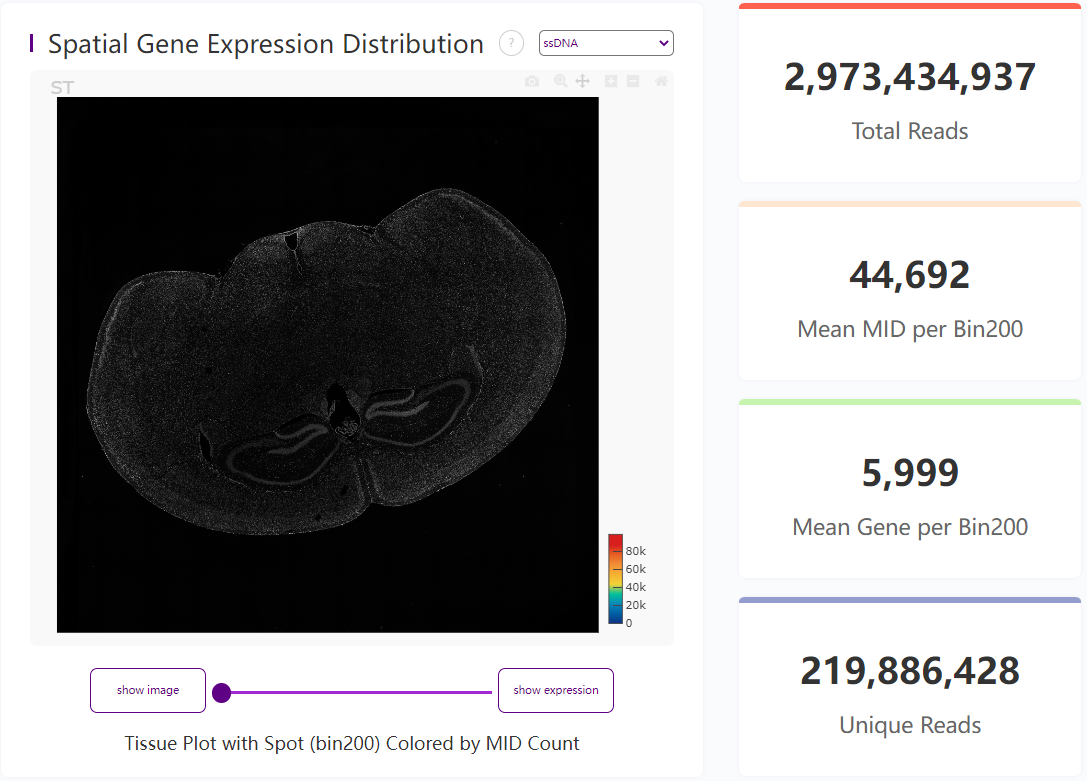 Spatial Gene Expression Distribution
?
ssDNA
ST
80k
60k
40k
20k
0
show image
show expression
Tissue Plot with Spot (bin200) Colored by MID Count
2,973,434,937
Total Reads
44,692
Mean MID per Bin200
5,999
Mean Gene per Bin200
219,886,428
Unique Reads